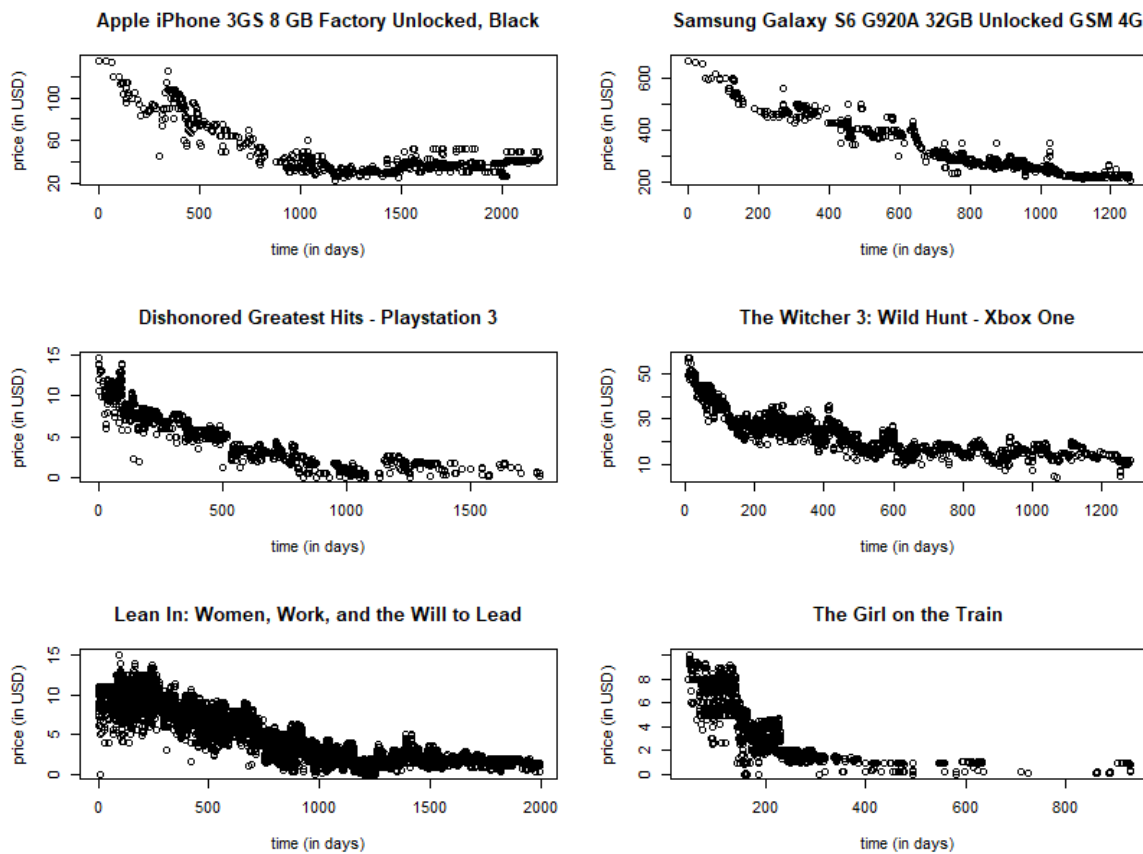 Apple iPhone 3GS 8 GB Factory Unlocked, Black
price (in USD)
20 60 100
0 500 1000 1500 2000
time (in days)
Samsung Galaxy S6 G920A 32GB Unlocked GSM 4G
price (in USD)
200 400 600
0 200 400 600 800 1000 1200
time (in days)
Dishonored Greatest Hits - Playstation 3
price (in USD)
0 5 10 15
0 500 1000 1500
time (in days)
The Witcher 3: Wild Hunt - Xbox One
price (in USD)
10 30 50
0 200 400 600 800 1000 1200
time (in days)
Lean In: Women, Work, and the Will to Lead
price (in USD)
0 5 10 15
0 500 1000 1500 2000
time (in days)
The Girl on the Train
price (in USD)
0 2 4 6 8
200 400 600 800
time (in days)